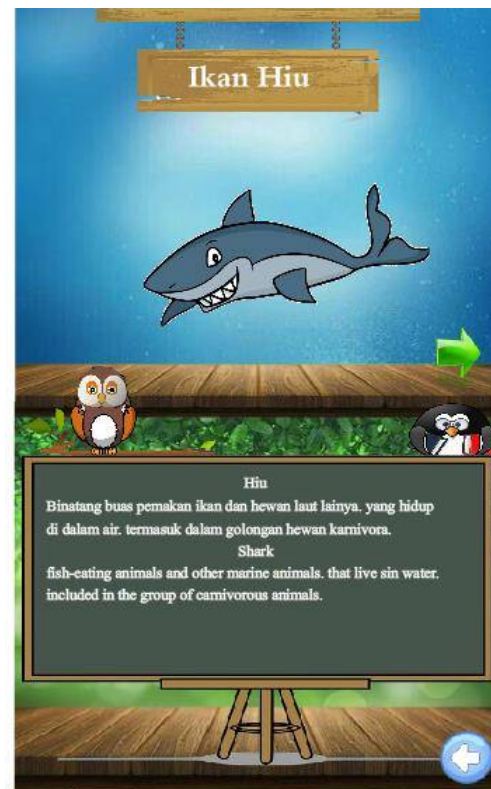 Ikan Hiu
Hiu
Binatang buas pemakan ikan dan hewan laut lainya. yang hidup
di dalam air. termasuk dalam golongan hewan karnivora.
Shark
fish-eating animals and other marine animals. that live sin water.
included in the group of carnivorous animals.